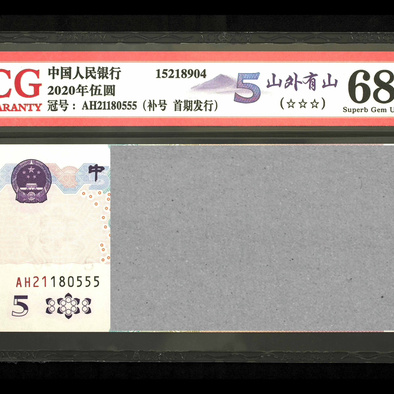 CG
ARANTY
中国人民银行
2020年伍圆
冠号：AH21180555（补号 首期发行）
15218904
5 山外有山
(☆☆☆)
68
Superb Gem U
中
AH21180555
5